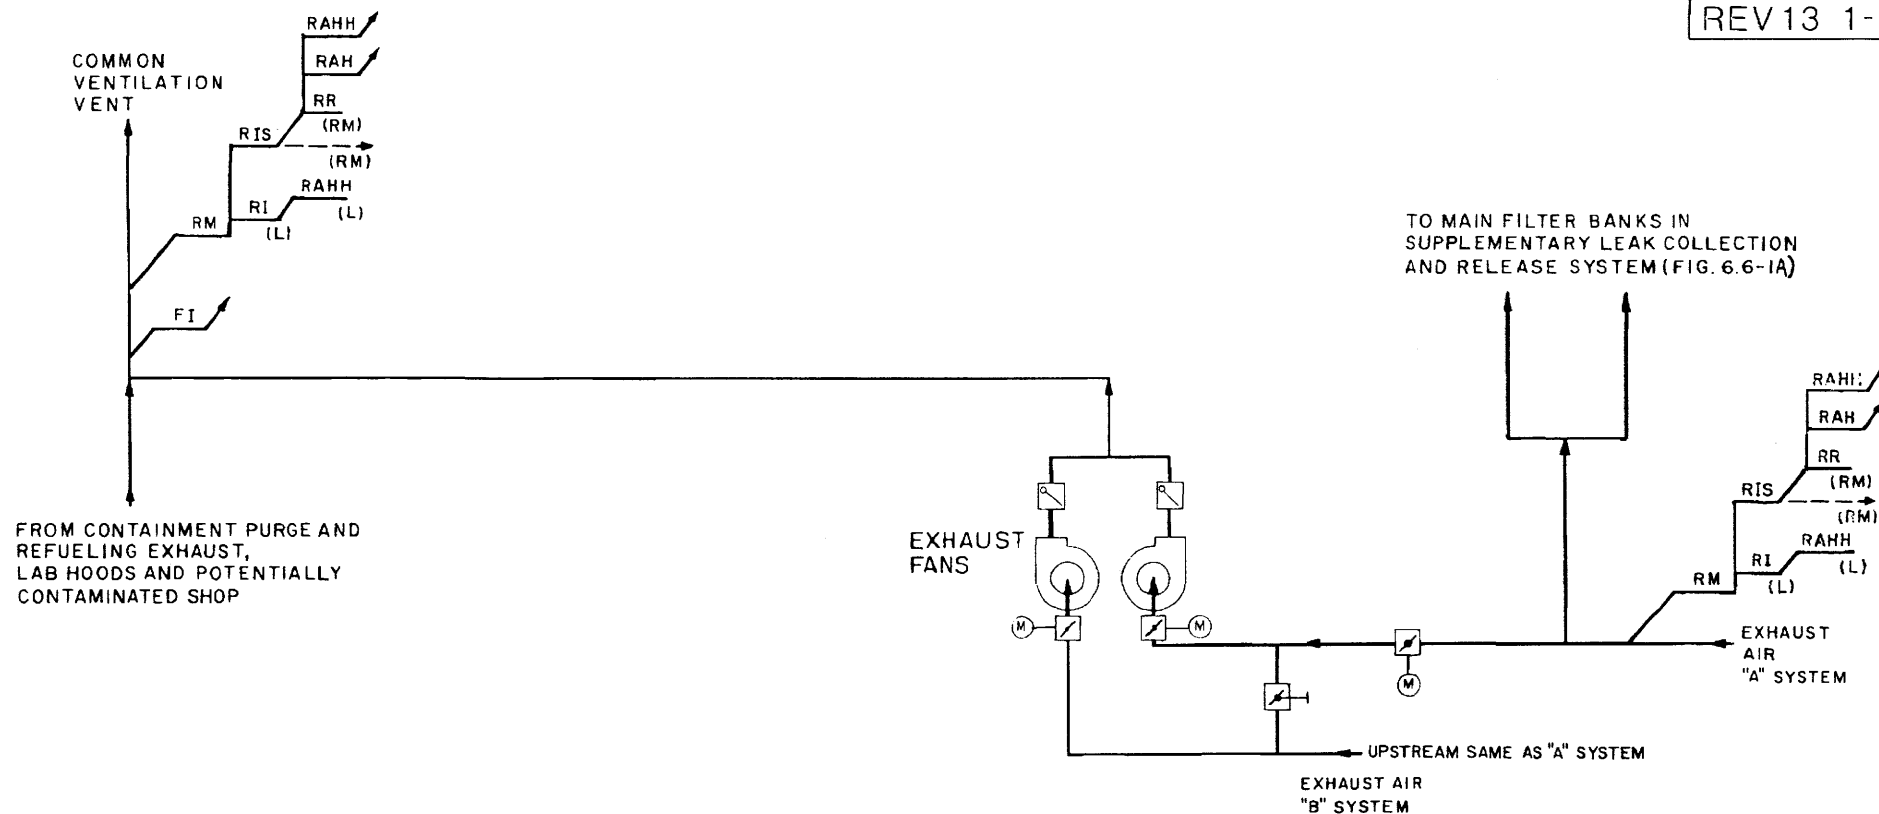 REV13 1-
RAHH
RAH
RR
(RM)
RIS
(RM)
RAHH
RI
(L)
(L)
RM
FI
COMMON
VENTILATION
VENT
FROM CONTAINMENT PURGE AND
REFUELING EXHAUST,
LAB HOODS AND POTENTIALLY
CONTAMINATED SHOP
EXHAUST
FANS
M
M
M
TO MAIN FILTER BANKS IN
SUPPLEMENTARY LEAK COLLECTION
AND RELEASE SYSTEM (FIG. 6.6-1A)
RAHH
RAH
RR
(RM)
RIS
(RM)
RAHH
RI
(L)
(L)
RM
EXHAUST
AIR
"A" SYSTEM
UPSTREAM SAME AS "A" SYSTEM
EXHAUST AIR
"B" SYSTEM